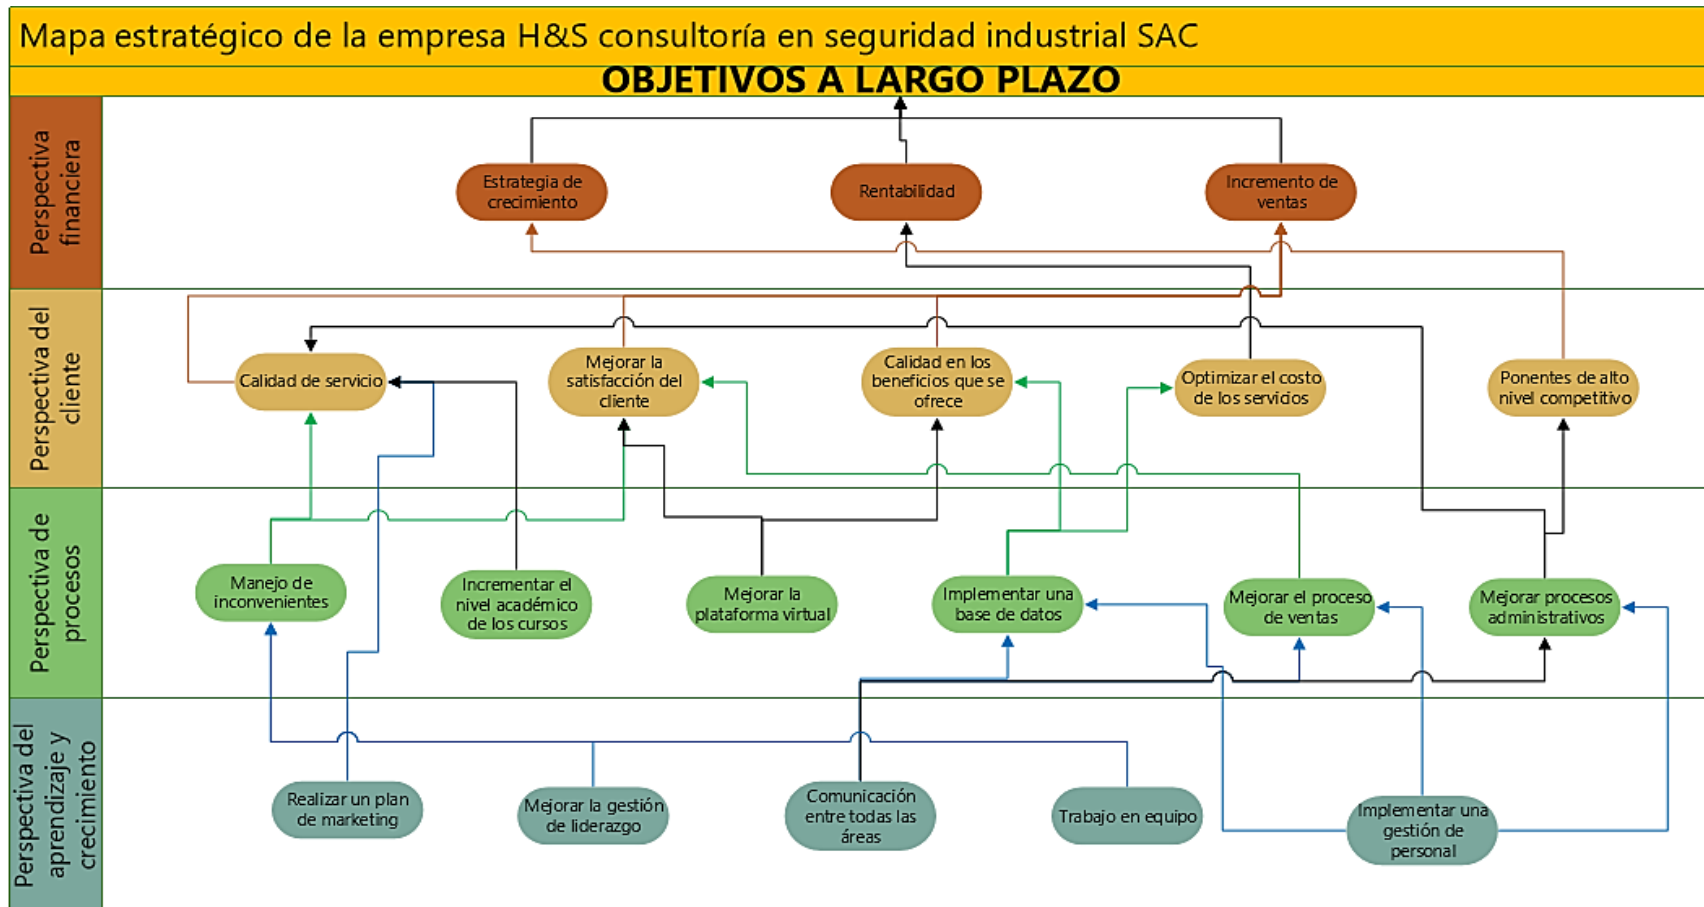 Mapa estratégico de la empresa H&S consultoría en seguridad industrial SAC
OBJETIVOS A LARGO PLAZO
Perspectiva
financiera
Estrategia de
crecimiento
Rentabilidad
Incremento de
ventas
Perspectiva del
cliente
Calidad de servicio
Mejorar la
satisfacción del
cliente
Calidad en los
beneficios que se
ofrece
Optimizar el costo
de los servicios
Ponentes de alto
nivel competitivo
Perspectiva de
procesos
Manejo de
inconvenientes
Incrementar el
nivel académico
de los cursos
Mejorar la
plataforma virtual
Implementar una
base de datos
Mejorar el proceso
de ventas
Mejorar procesos
administrativos
Perspectiva del
aprendizaje y
crecimiento
Realizar un plan
de marketing
Mejorar la gestión
de liderazgo
Comunicación
entre todas las
áreas
Trabajo en equipo
Implementar una
gestión de
personal